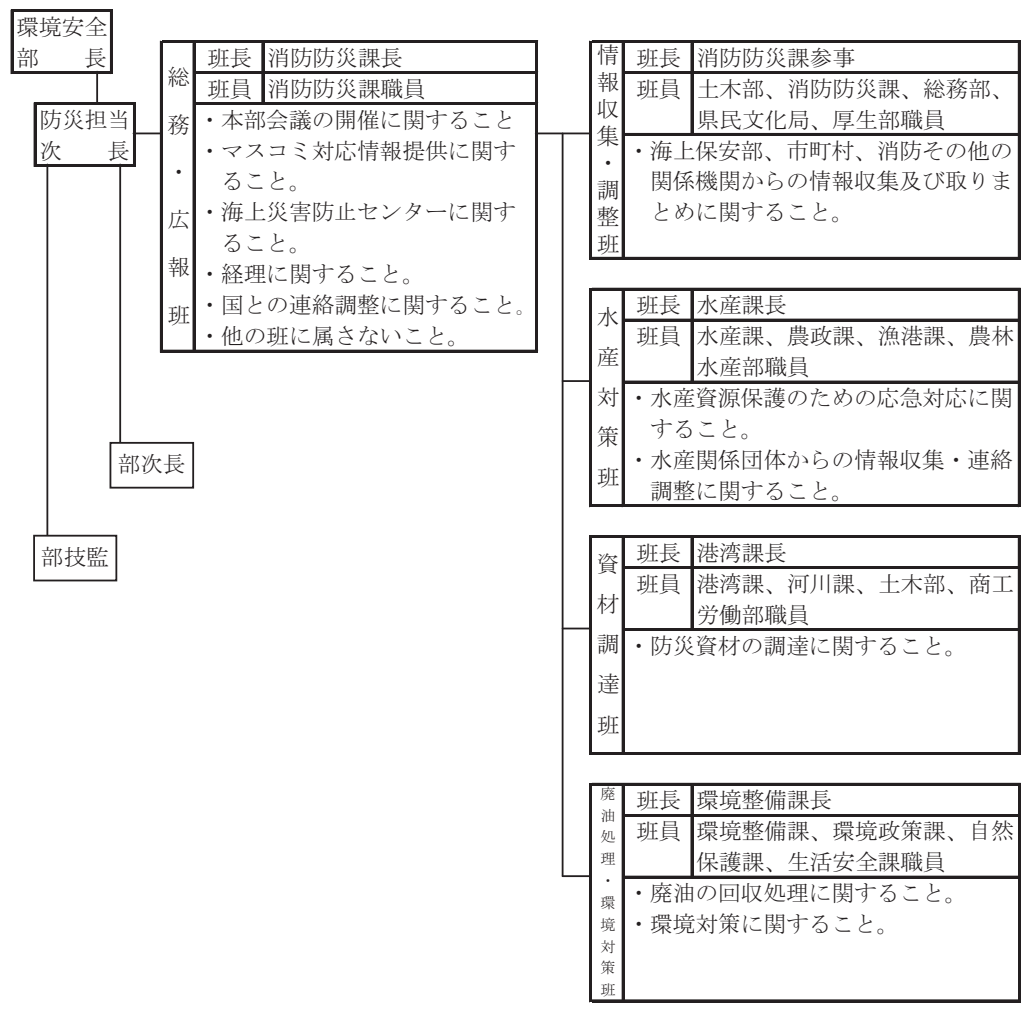 環境安全
部　　長
防災担当
次　　長
部次長
部技監
総務・広報班
班長 消防防災課長
班員 消防防災課職員
・本部会議の開催に関すること
・マスコミ対応情報提供に関す
ること。
・海上災害防止センターに関す
ること。
・経理に関すること。
・国との連絡調整に関すること。
・他の班に属さないこと。
情報収集・調整班
班長 消防防災課参事
班員 土木部、消防防災課、総務部、
県民文化局、厚生部職員
・海上保安部、市町村、消防その他の
関係機関からの情報収集及び取りま
とめに関すること。
水産対策班
班長 水産課長
班員 水産課、農政課、漁港課、農林
水産部職員
・水産資源保護のための応急対応に関
すること。
・水産関係団体からの情報収集・連絡
調整に関すること。
資材調達班
班長 港湾課長
班員 港湾課、河川課、土木部、商工
労働部職員
・防災資材の調達に関すること。
廃油処理・環境対策班
班長 環境整備課長
班員 環境整備課、環境政策課、自然
保護課、生活安全課職員
・廃油の回収処理に関すること。
・環境対策に関すること。